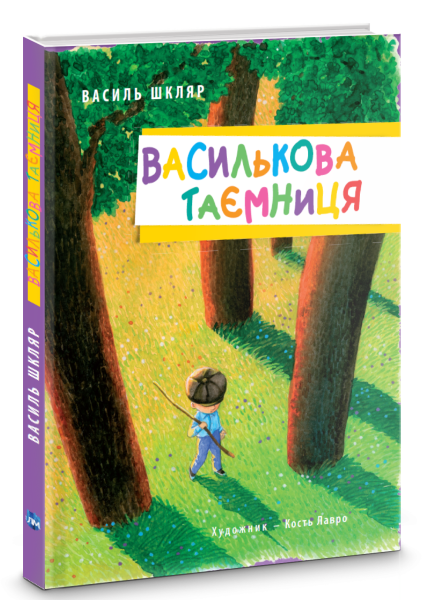 ВАСИЛЬ ШКЛЯР
ВАСИЛЬКОВА
ТАЄМНИЦЯ
Художник – Кость Лавро
ВАСИЛЬКОВА ТАЄМНИЦЯ
ВАСИЛЬ ШКЛЯР